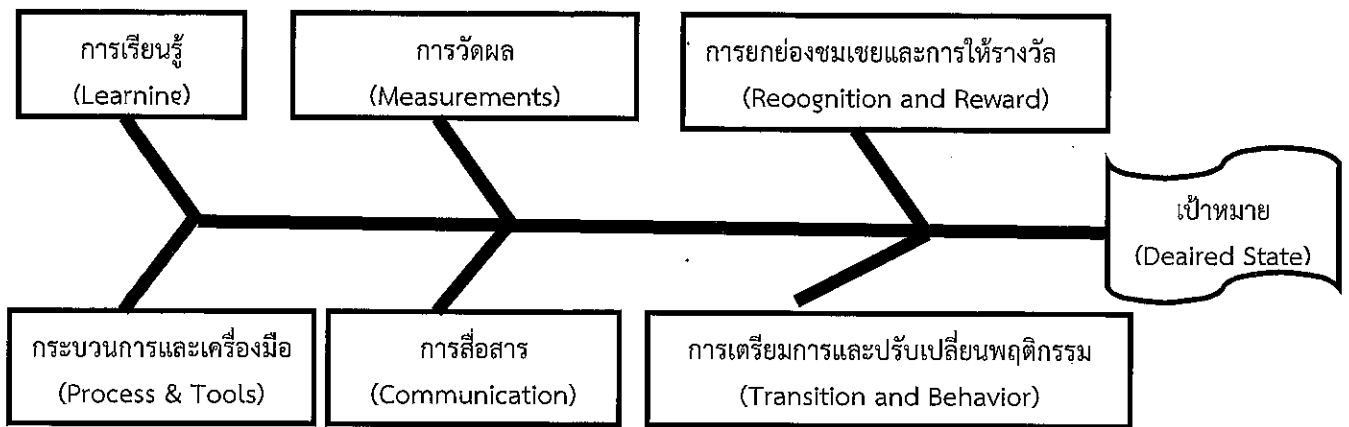 การเรียนรู้
(Learning)
การวัดผล
(Measurements)
การยกย่องชมเชยและการให้รางวัล
(Reoognition and Reward)
เป้าหมาย
(Deaired State)
กระบวนการและเครื่องมือ
(Process & Tools)
การสื่อสาร
(Communication)
การเตรียมการและปรับเปลี่ยนพฤติกรรม
(Transition and Behavior)